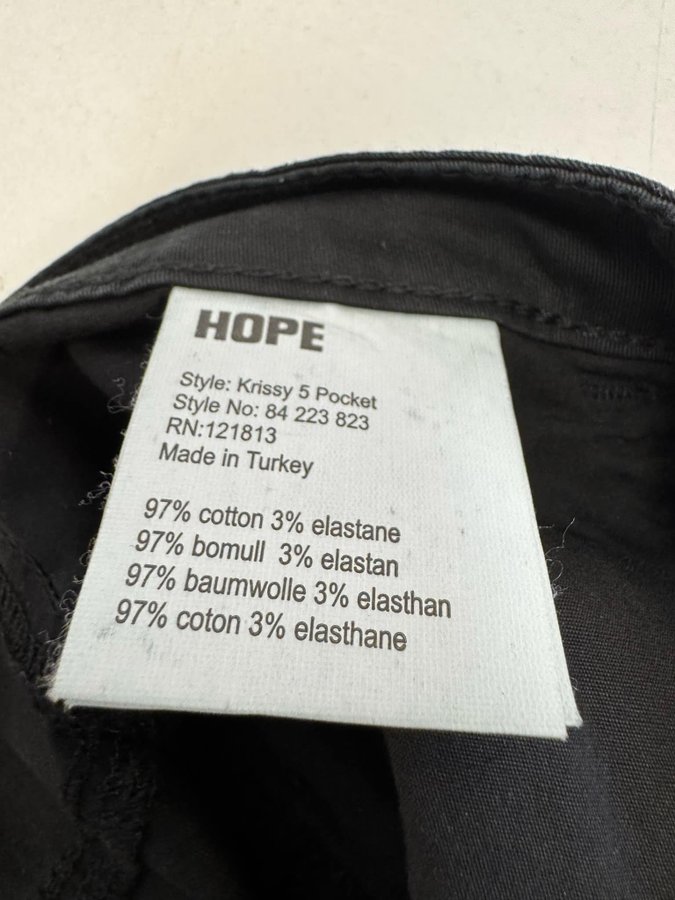 HOPE
Style: Krissy 5 Pocket
Style No: 84 223 823
RN:121813
Made in Turkey
97% cotton 3% elastane
97% bomull 3% elastan
97% baumwolle 3% elasthan
97% coton 3% elasthane